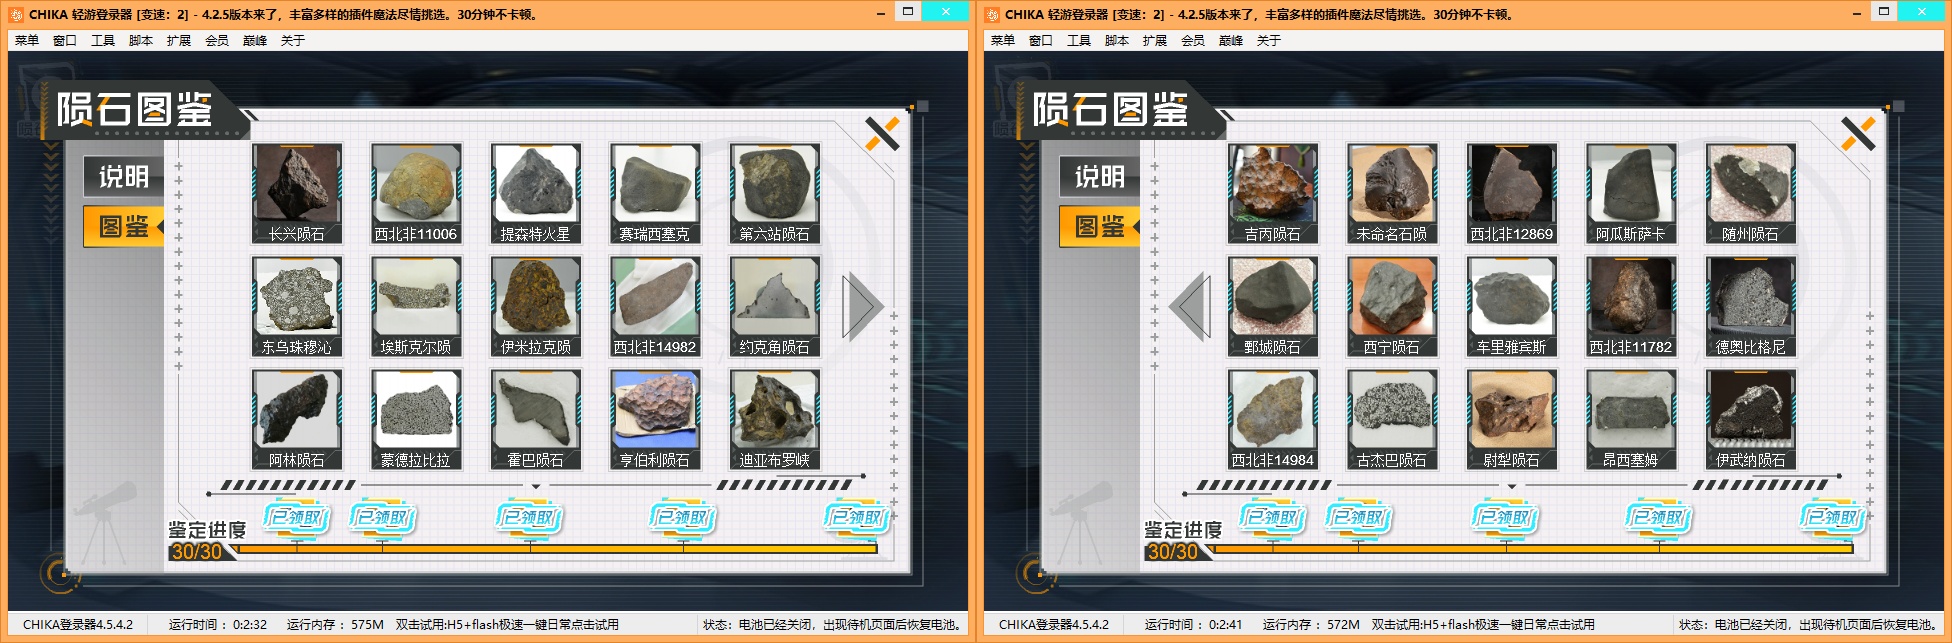 CHIKA 轻游登录器 [变速：2] - 4.2.5版本来了，丰富多样的插件魔法尽情挑选。30分钟不卡顿。
菜单 窗口 工具 脚本 扩展 会员 巅峰 关于
陨石图鉴
说明
图鉴
长兴陨石 西北非11006 提森特火星 赛瑞西塞克 第六站陨石
东乌珠穆沁 埃斯克尔陨 伊米拉克陨 西北非14982 约克角陨石
阿林陨石 蒙德拉比拉 霍巴陨石 亨伯利陨石 迪亚布罗峡
已领取 已领取 已领取 已领取 已领取
鉴定进度
30/30
CHIKA登录器4.5.4.2 运行时间：0:2:32 运行内存：575M 双击试用:H5+flash极速一键日常点击试用 状态：电池已经关闭，出现待机页面后恢复电池。
CHIKA 轻游登录器 [变速：2] - 4.2.5版本来了，丰富多样的插件魔法尽情挑选。30分钟不卡顿。
菜单 窗口 工具 脚本 扩展 会员 巅峰 关于
陨石图鉴
说明
图鉴
吉丙陨石 未命名石陨 西北非12869 阿瓜斯萨卡 随州陨石
鄄城陨石 西宁陨石 车里雅宾斯 西北非11782 德奥比格尼
西北非14984 古杰巴陨石 尉犁陨石 昂西塞姆 伊武纳陨石
已领取 已领取 已领取 已领取 已领取
鉴定进度
30/30
CHIKA登录器4.5.4.2 运行时间：0:2:41 运行内存：572M 双击试用:H5+flash极速一键日常点击试用 状态：电池已经关闭，出现待机页面后恢复电池。